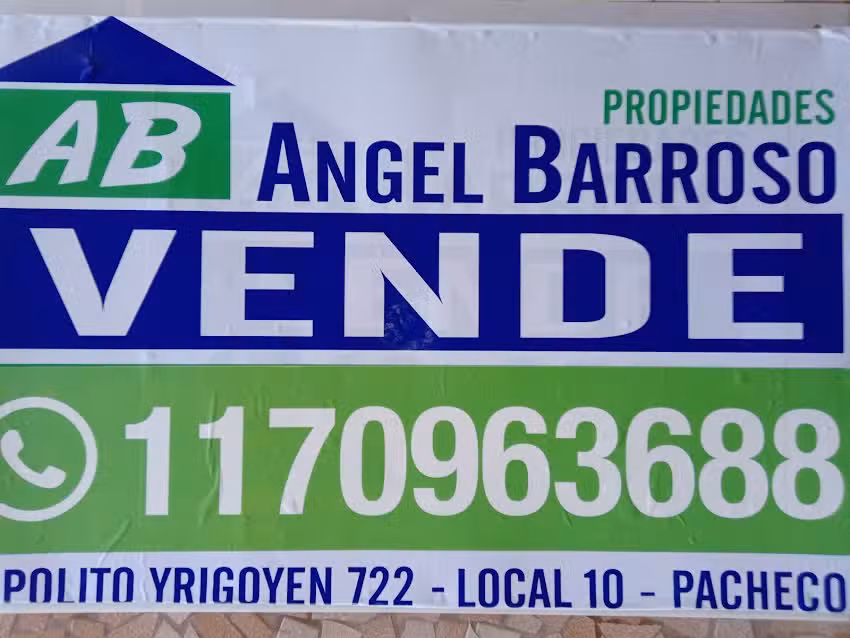 AB
PROPIEDADES
ANGEL BARROSO
VENDE
1170963688
POLITO YRIGOYEN 722 - LOCAL 10 - PACHECO